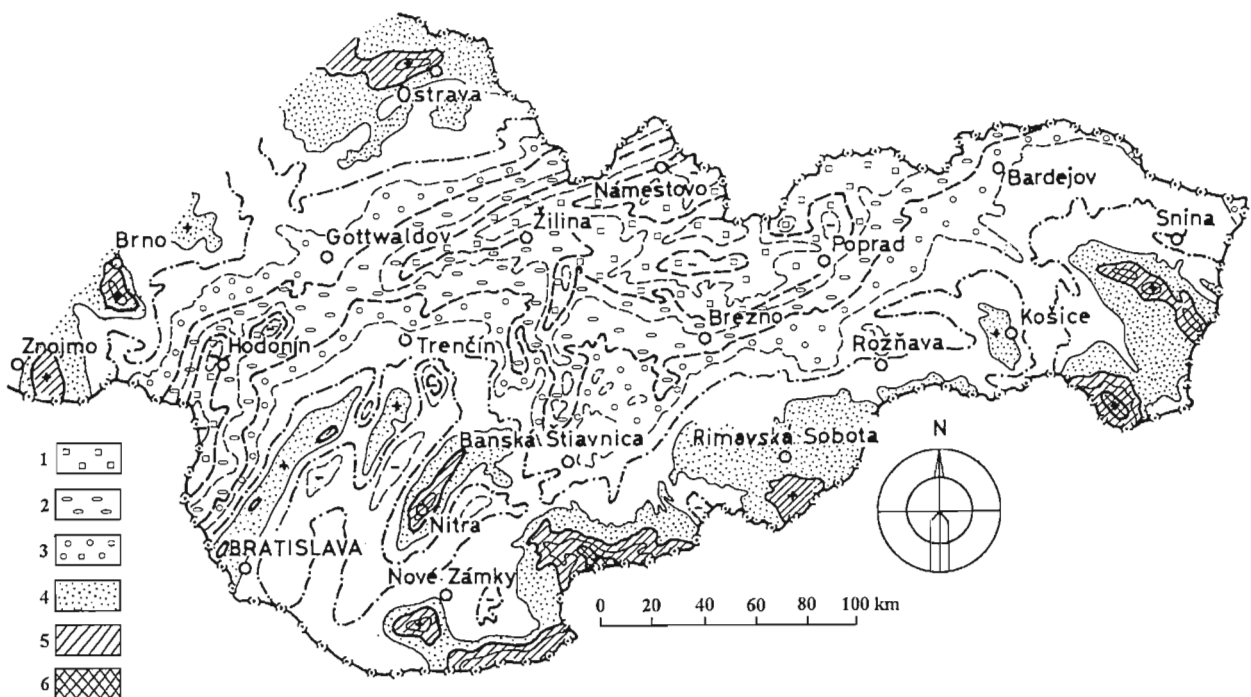 Ostrava
Námestovo
Bardejov
Brno
Gottwaldov
Žilina
Snina
Poprad
Znojmo
Hodonín
Trenčín
Brezno
Rožňava
Košice
Banská Štiavnica
Rimavská Sobota
N
Nitra
BRATISLAVA
Nové Zámky
0 20 40 60 80 100 km
1
2
3
4
5
6